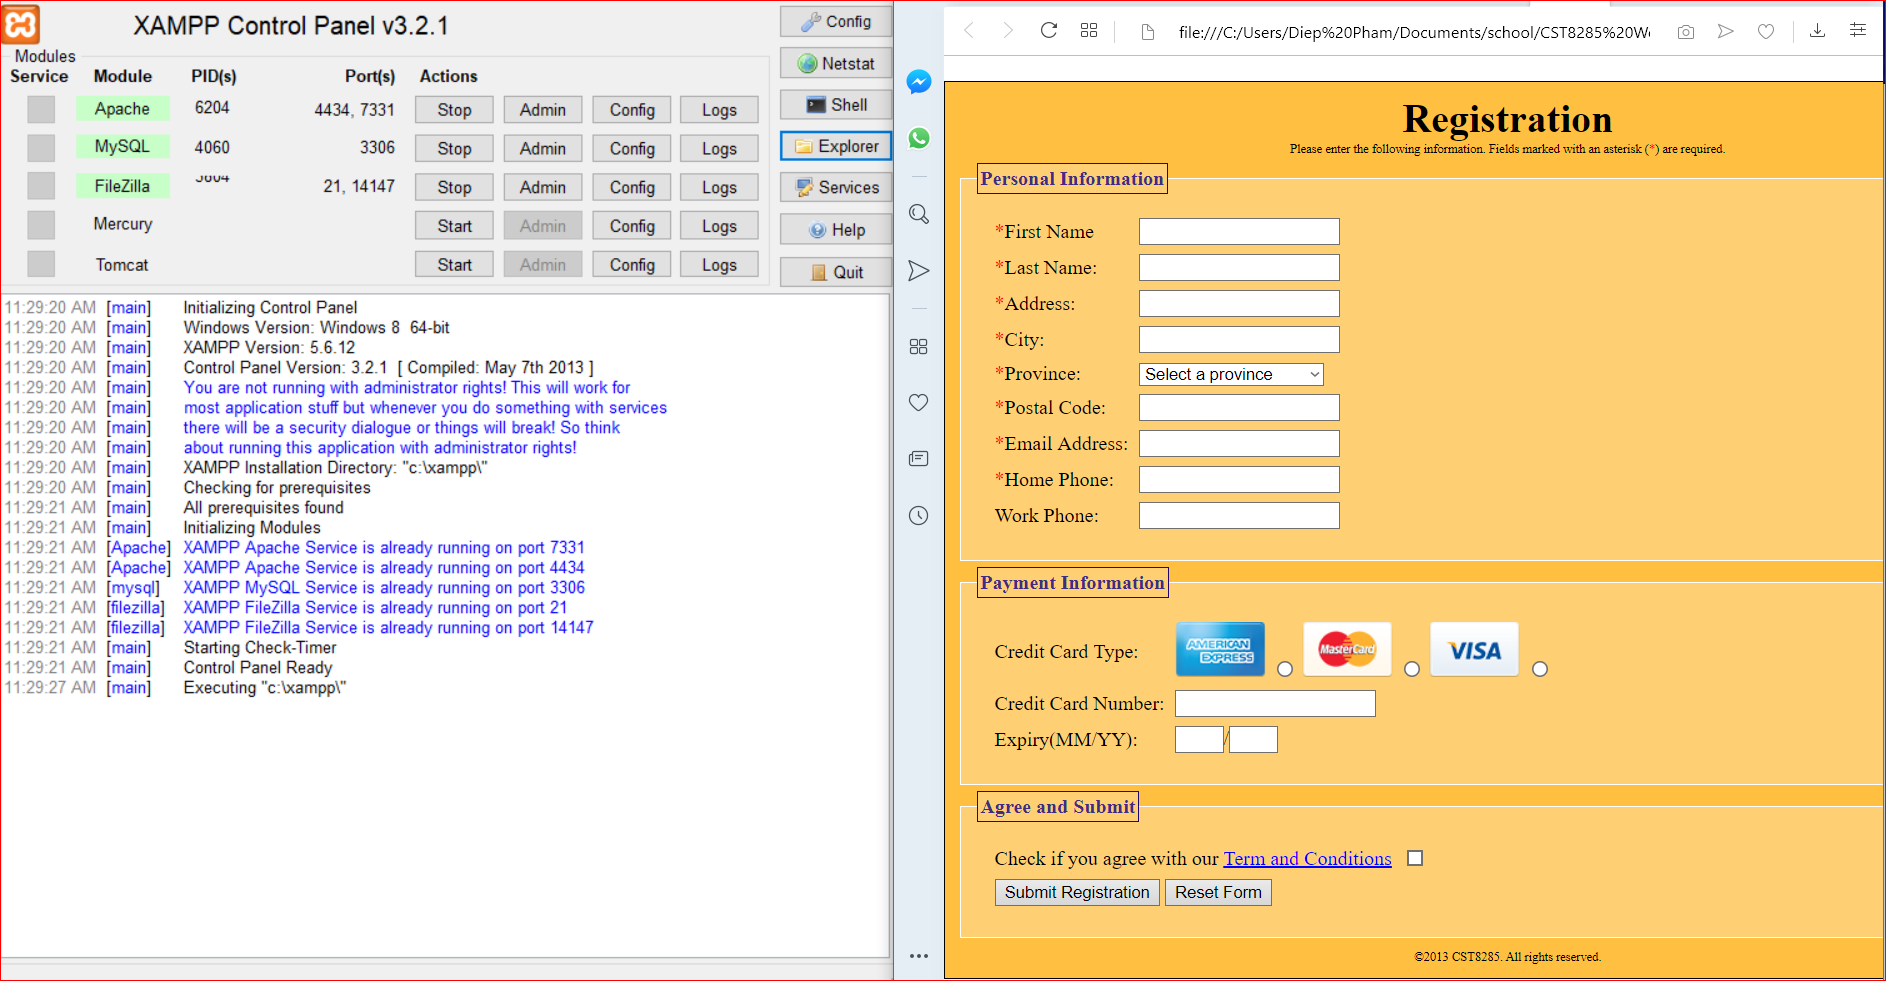 XAMPP Control Panel v3.2.1
Modules
Service Module PID(s) Port(s) Actions
Apache 6204 4434, 7331 Stop Admin Config Logs
MySQL 4060 3306 Stop Admin Config Logs
FileZilla 21, 14147 Stop Admin Config Logs
Mercury Start Admin Config Logs
Tomcat Start Admin Config Logs
Config
Netstat
Shell
Explorer
Services
Help
Quit
11:29:20 AM [main] Initializing Control Panel
11:29:20 AM [main] Windows Version: Windows 8 64-bit
11:29:20 AM [main] XAMPP Version: 5.6.12
11:29:20 AM [main] Control Panel Version: 3.2.1 [ Compiled: May 7th 2013 ]
11:29:20 AM [main] You are not running with administrator rights! This will work for
11:29:20 AM [main] most application stuff but whenever you do something with services
11:29:20 AM [main] there will be a security dialogue or things will break! So think
11:29:20 AM [main] about running this application with administrator rights!
11:29:20 AM [main] XAMPP Installation Directory: "c:\xampp\"
11:29:20 AM [main] Checking for prerequisites
11:29:21 AM [main] All prerequisites found
11:29:21 AM [main] Initializing Modules
11:29:21 AM [Apache] XAMPP Apache Service is already running on port 7331
11:29:21 AM [Apache] XAMPP Apache Service is already running on port 4434
11:29:21 AM [mysql] XAMPP MySQL Service is already running on port 3306
11:29:21 AM [filezilla] XAMPP FileZilla Service is already running on port 21
11:29:21 AM [filezilla] XAMPP FileZilla Service is already running on port 14147
11:29:21 AM [main] Starting Check-Timer
11:29:21 AM [main] Control Panel Ready
11:29:27 AM [main] Executing "c:\xampp\"
file:///C:/Users/Diep%20Pham/Documents/school/CST8285%20W
Registration
Please enter the following information. Fields marked with an asterisk (*) are required.
Personal Information
*First Name
*Last Name:
*Address:
*City:
*Province: Select a province
*Postal Code:
*Email Address:
*Home Phone:
Work Phone:
Payment Information
Credit Card Type: AMERICAN EXPRESS MasterCard VISA
Credit Card Number:
Expiry(MM/YY): /
Agree and Submit
Check if you agree with our Term and Conditions
Submit Registration Reset Form
©2013 CST8285. All rights reserved.